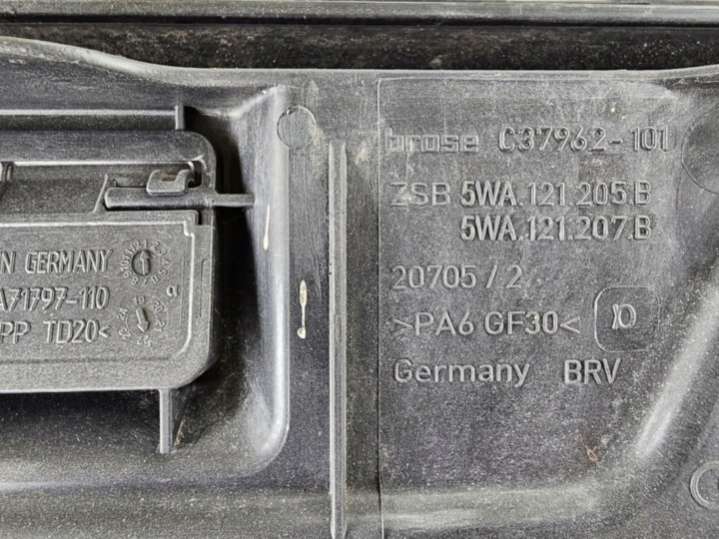 brose C37962-101
ZSB 5WA.121.205.B
5WA.121.207.B
20705 / 2
>PA6 GF30<
Germany BRV
IN GERMANY
A71797-110
PP TD20<